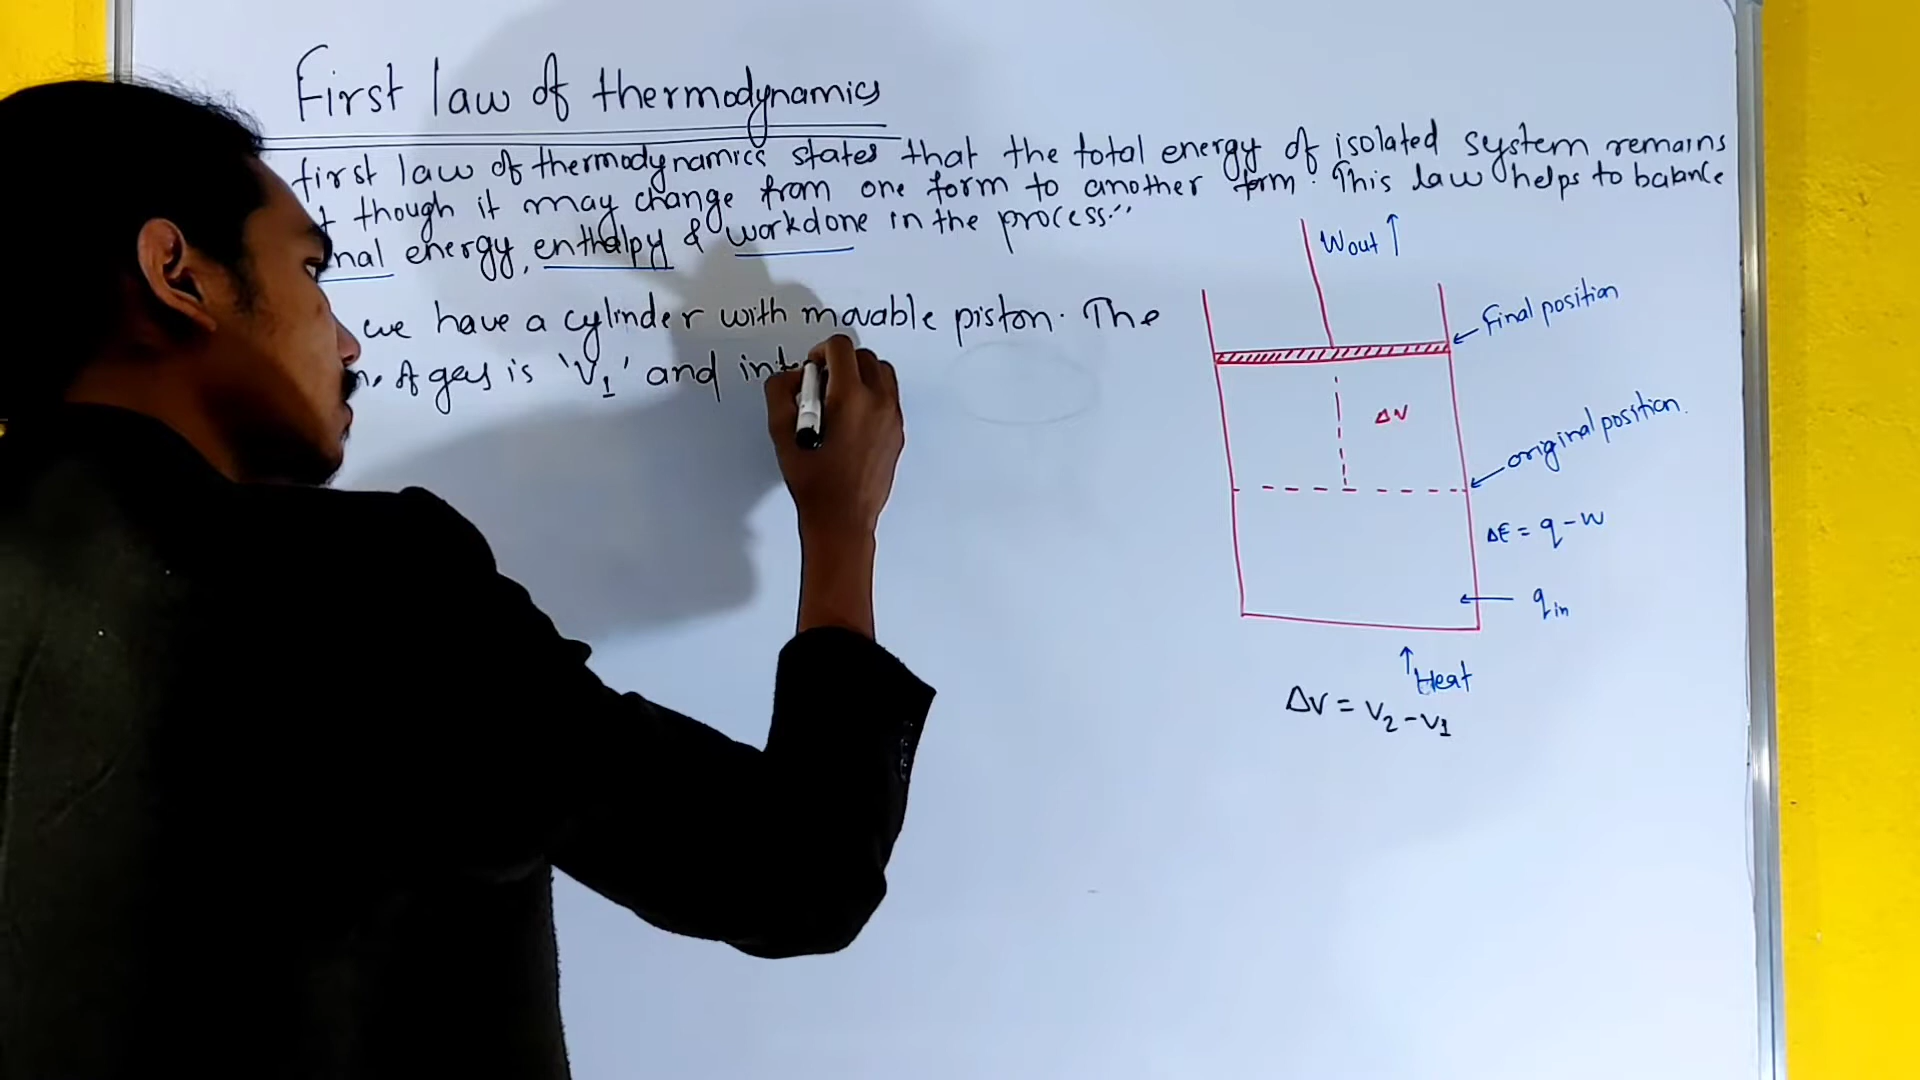 First law of thermodynamics
first law of thermodynamics states that the total energy of isolated system remains
though it may change from one form to another form. This law helps to balance
nal energy, enthalpy & workdone in the process."
we have a cylinder with movable piston. The
of gas is 'V1' and inte
Wout ↑
Final position
ΔV
original position.
ΔE = q - w
qin
↑ Heat
ΔV = V2 - V1